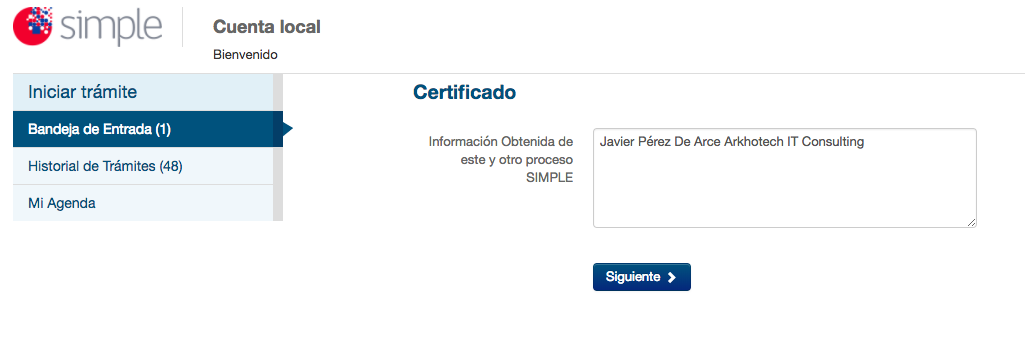 simple
Cuenta local
Bienvenido
Iniciar trámite
Bandeja de Entrada (1)
Historial de Trámites (48)
Mi Agenda
Certificado
Información Obtenida de
este y otro proceso
SIMPLE
Javier Pérez De Arce Arkhotech IT Consulting
Siguiente